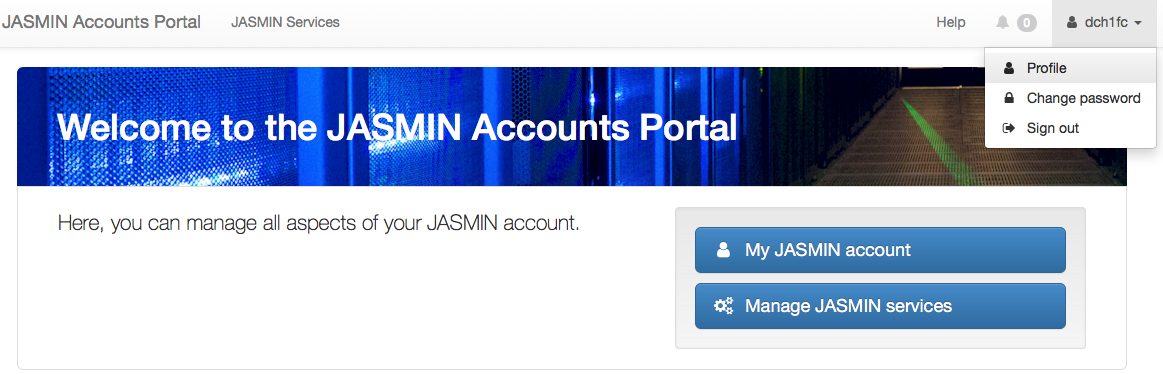 JASMIN Accounts Portal JASMIN Services Help 0 dch1fc
Profile
Change password
Sign out
Welcome to the JASMIN Accounts Portal
Here, you can manage all aspects of your JASMIN account.
My JASMIN account
Manage JASMIN services